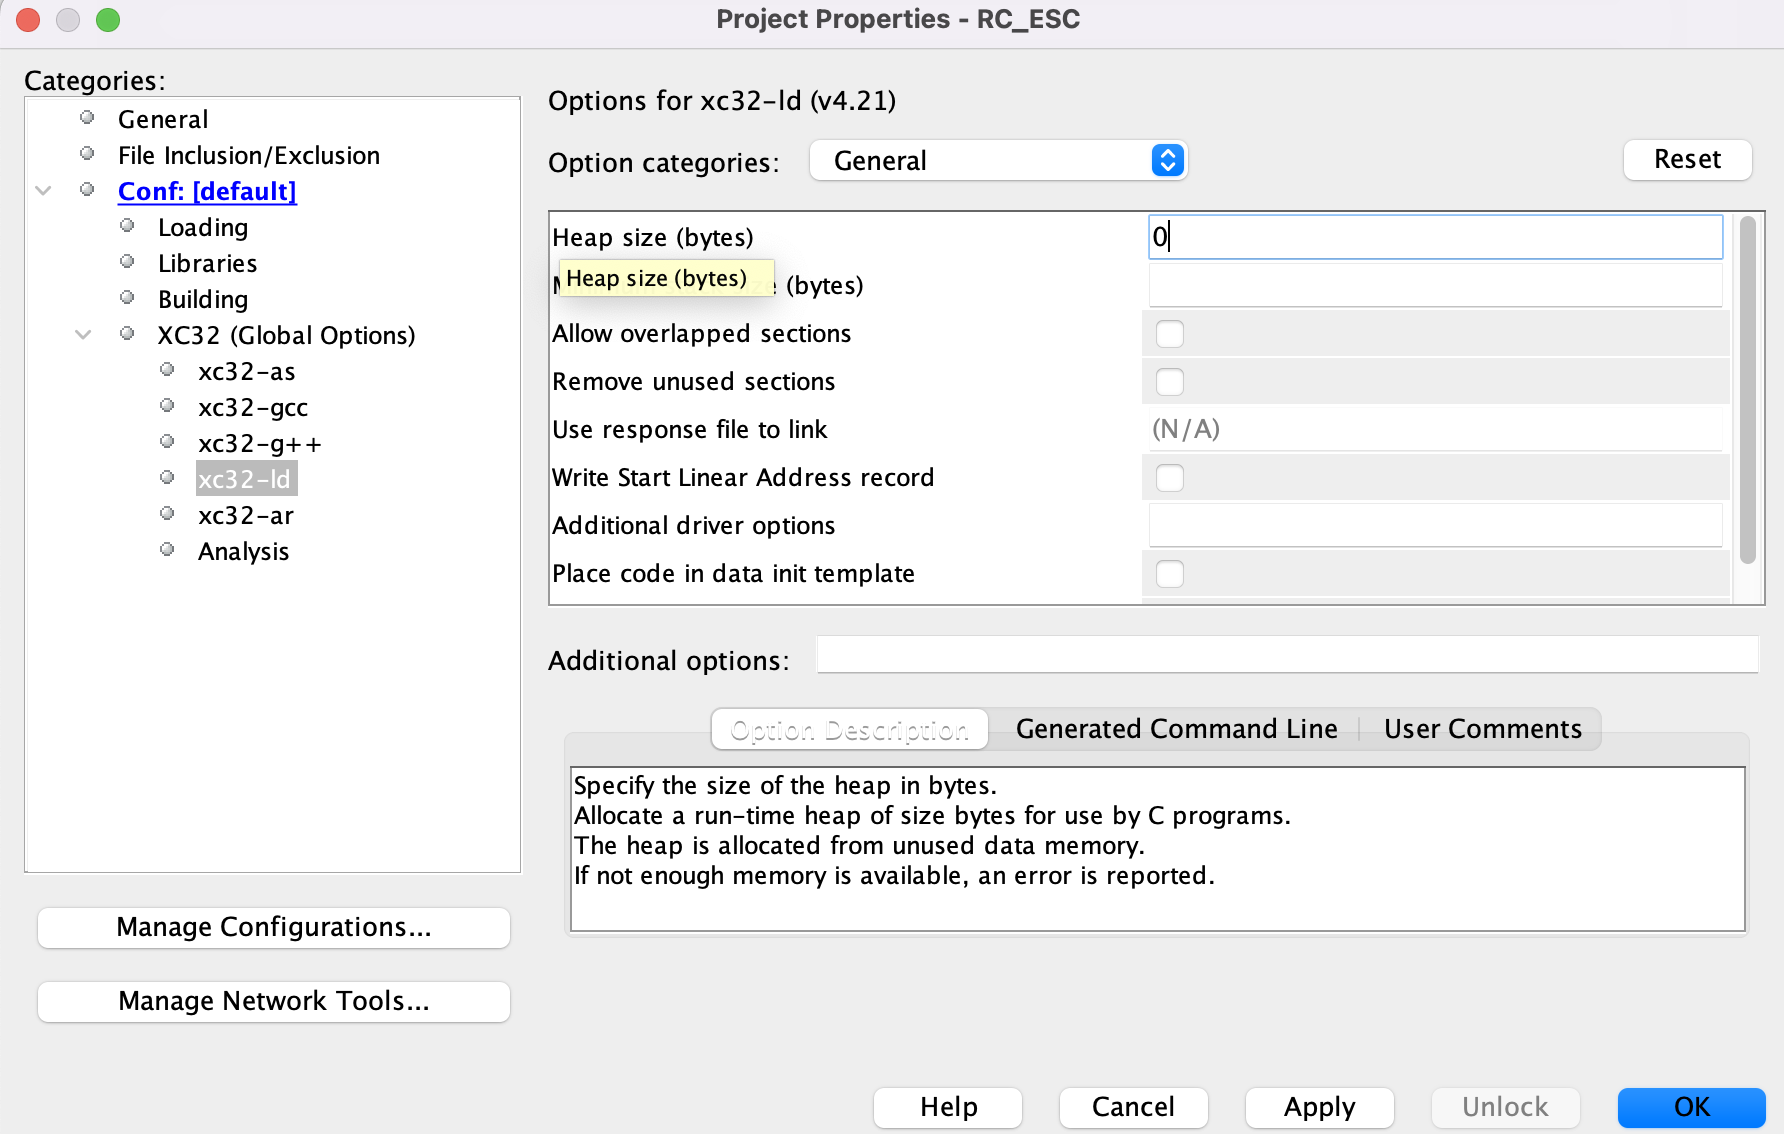 Project Properties - RC_ESC
Categories:
General
File Inclusion/Exclusion
Conf: [default]
Loading
Libraries
Building
XC32 (Global Options)
xc32-as
xc32-gcc
xc32-g++
xc32-ld
xc32-ar
Analysis
Manage Configurations...
Manage Network Tools...
Options for xc32-ld (v4.21)
Option categories:
General
Reset
Heap size (bytes)
0
Heap size (bytes)
(bytes)
Allow overlapped sections
Remove unused sections
Use response file to link
(N/A)
Write Start Linear Address record
Additional driver options
Place code in data init template
Additional options:
Option Description
Generated Command Line
User Comments
Specify the size of the heap in bytes.
Allocate a run-time heap of size bytes for use by C programs.
The heap is allocated from unused data memory.
If not enough memory is available, an error is reported.
Help
Cancel
Apply
Unlock
OK